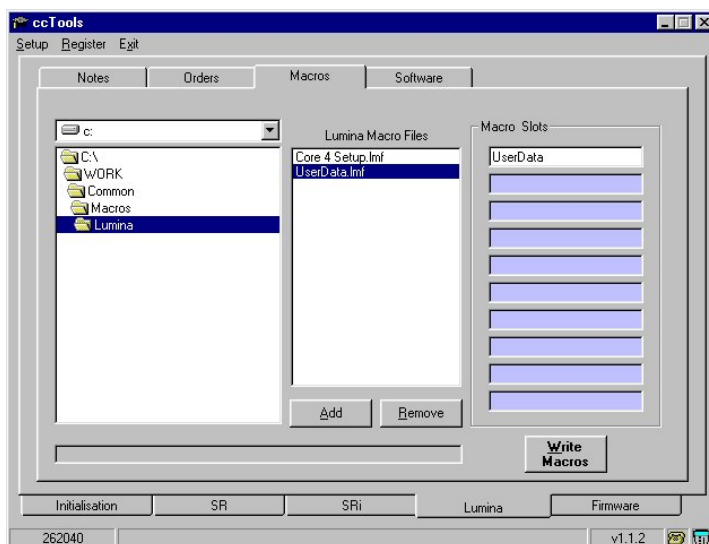 ccTools
Setup Register Exit
Notes Orders Macros Software
c:
C:\
WORK
Common
Macros
Lumina
Lumina Macro Files
Core 4 Setup.lmf
UserData.lmf
Add Remove
Macro Slots
UserData
Write
Macros
Initialisation SR SRi Lumina Firmware
262040 v1.1.2